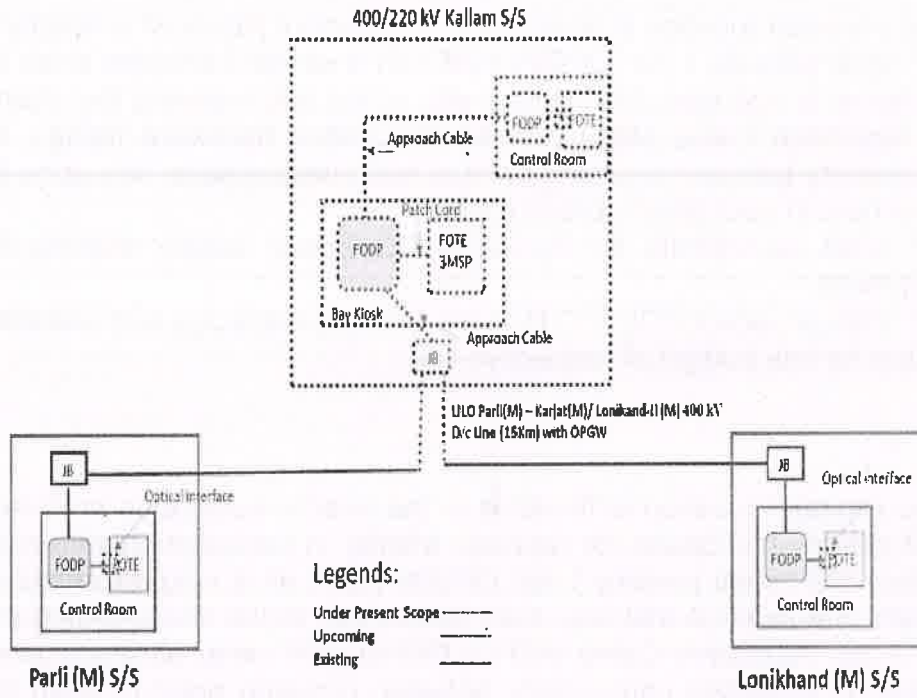 400/220 kV Kallam S/S
FODP
FOTE
Approach Cable
Control Room
Patch Cord
FODP
FOTE
3MSP
Bay Kiosk
Approach Cable
JB
LILO Parli(M) – Karjat(M)/ Lonikand-II (M) 400 kV
D/c Line (15Km) with OPGW
JB
Optical interface
FODP
FOTE
Control Room
Parli (M) S/S
JB
Optical interface
FODP
FOTE
Control Room
Lonikhand (M) S/S
Legends:
Under Present Scope
Upcoming
Existing